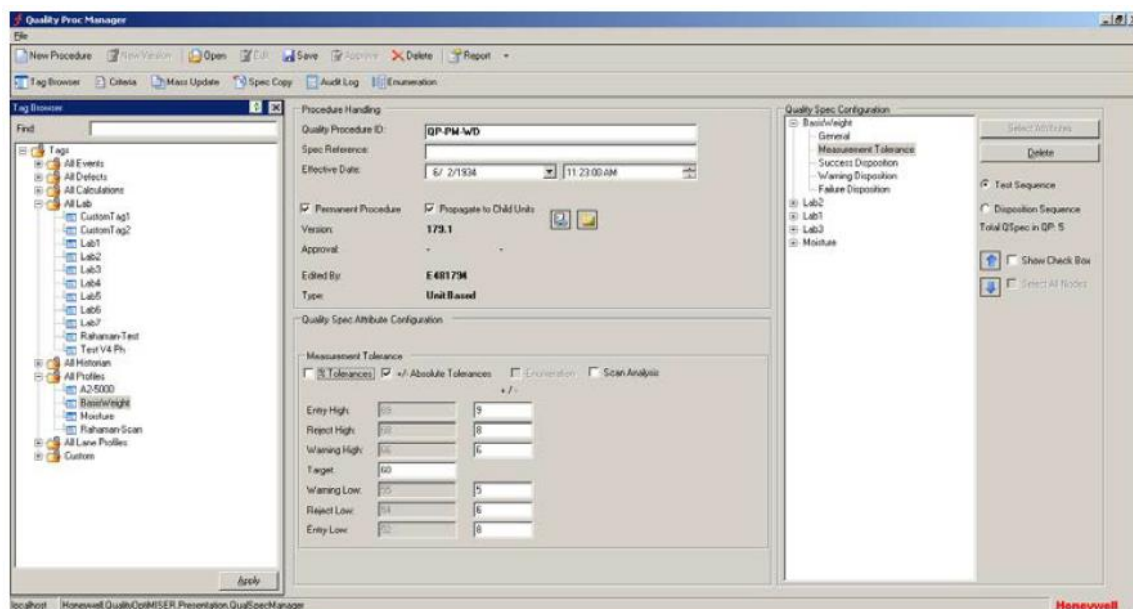 Quality Proc Manager
File
New Procedure New Version Open Edit Save Approve Delete Report
Tag Browser Criteria Mass Update Spec Copy Audit Log Enumeration
Tag Browser
Find:
Tags
All Events
All Defects
All Calculations
All Lab
CustomTag1
CustomTag2
Lab1
Lab2
Lab3
Lab4
Lab5
Lab6
Lab7
Rahaman-Test
Test V4 Ph
All Historian
All Profiles
A2-5000
BasisWeight
Moisture
Rahaman-Scan
All Lane Profiles
Custom
Apply
Procedure Handling
Quality Procedure ID: QP-PM-WD
Spec Reference:
Effective Date: 6/ 2/1934 11:23:00 AM
Permanent Procedure Propagate to Child Units
Version: 179.1
Approval: - -
Edited By: E481794
Type: Unit Based
Quality Spec Attribute Configuration
Measurement Tolerance
% Tolerances +/- Absolute Tolerances Enumeration Scan Analysis
+ / -
Entry High: 69 9
Reject High: 68 8
Warning High: 66 6
Target: 60
Warning Low: 55 5
Reject Low: 54 6
Entry Low: 52 8
Quality Spec Configuration
BasisWeight
General
Measurement Tolerance
Success Disposition
Warning Disposition
Failure Disposition
Lab2
Lab1
Lab3
Moisture
Select Attributes
Delete
Test Sequence
Disposition Sequence
Total QSpec in QP: 5
Show Check Box
Select All Nodes
localhost Honeywell.QualityOptiMISER.Presentation.QualSpecManager
Honeywell